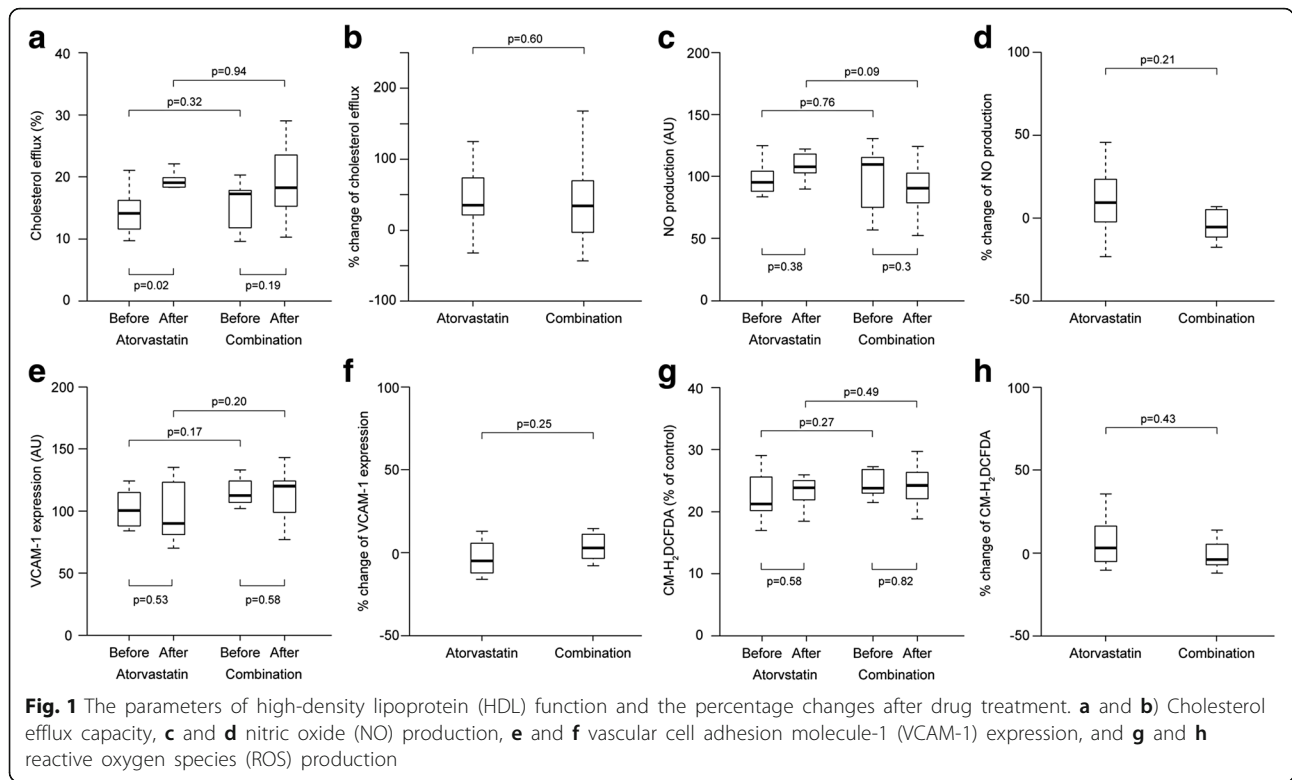 a
40
30
20
10
0
Cholesterol efflux (%)
p=0.94
p=0.32
p=0.02
p=0.19
Before After Before After
Atorvastatin Combination
b
200
100
0
-100
% change of cholesterol efflux
p=0.60
Atorvastatin Combination
c
200
150
100
50
0
NO production (AU)
p=0.09
p=0.76
p=0.38
p=0.3
Before After Before After
Atorvastatin Combination
d
100
50
0
-50
% change of NO production
p=0.21
Atorvastatin Combination
e
200
150
100
50
0
VCAM-1 expression (AU)
p=0.20
p=0.17
p=0.53
p=0.58
Before After Before After
Atorvastatin Combination
f
100
50
0
-50
% change of VCAM-1 expression
p=0.25
Atorvastatin Combination
g
40
30
20
10
0
CM-H₂DCFDA (% of control)
p=0.49
p=0.27
p=0.58
p=0.82
Before After Before After
Atorvstatin Combination
h
100
50
0
-50
% change of CM-H₂DCFDA
p=0.43
Atorvastatin Combination
Fig. 1 The parameters of high-density lipoprotein (HDL) function and the percentage changes after drug treatment. a and b) Cholesterol
efflux capacity, c and d nitric oxide (NO) production, e and f vascular cell adhesion molecule-1 (VCAM-1) expression, and g and h
reactive oxygen species (ROS) production